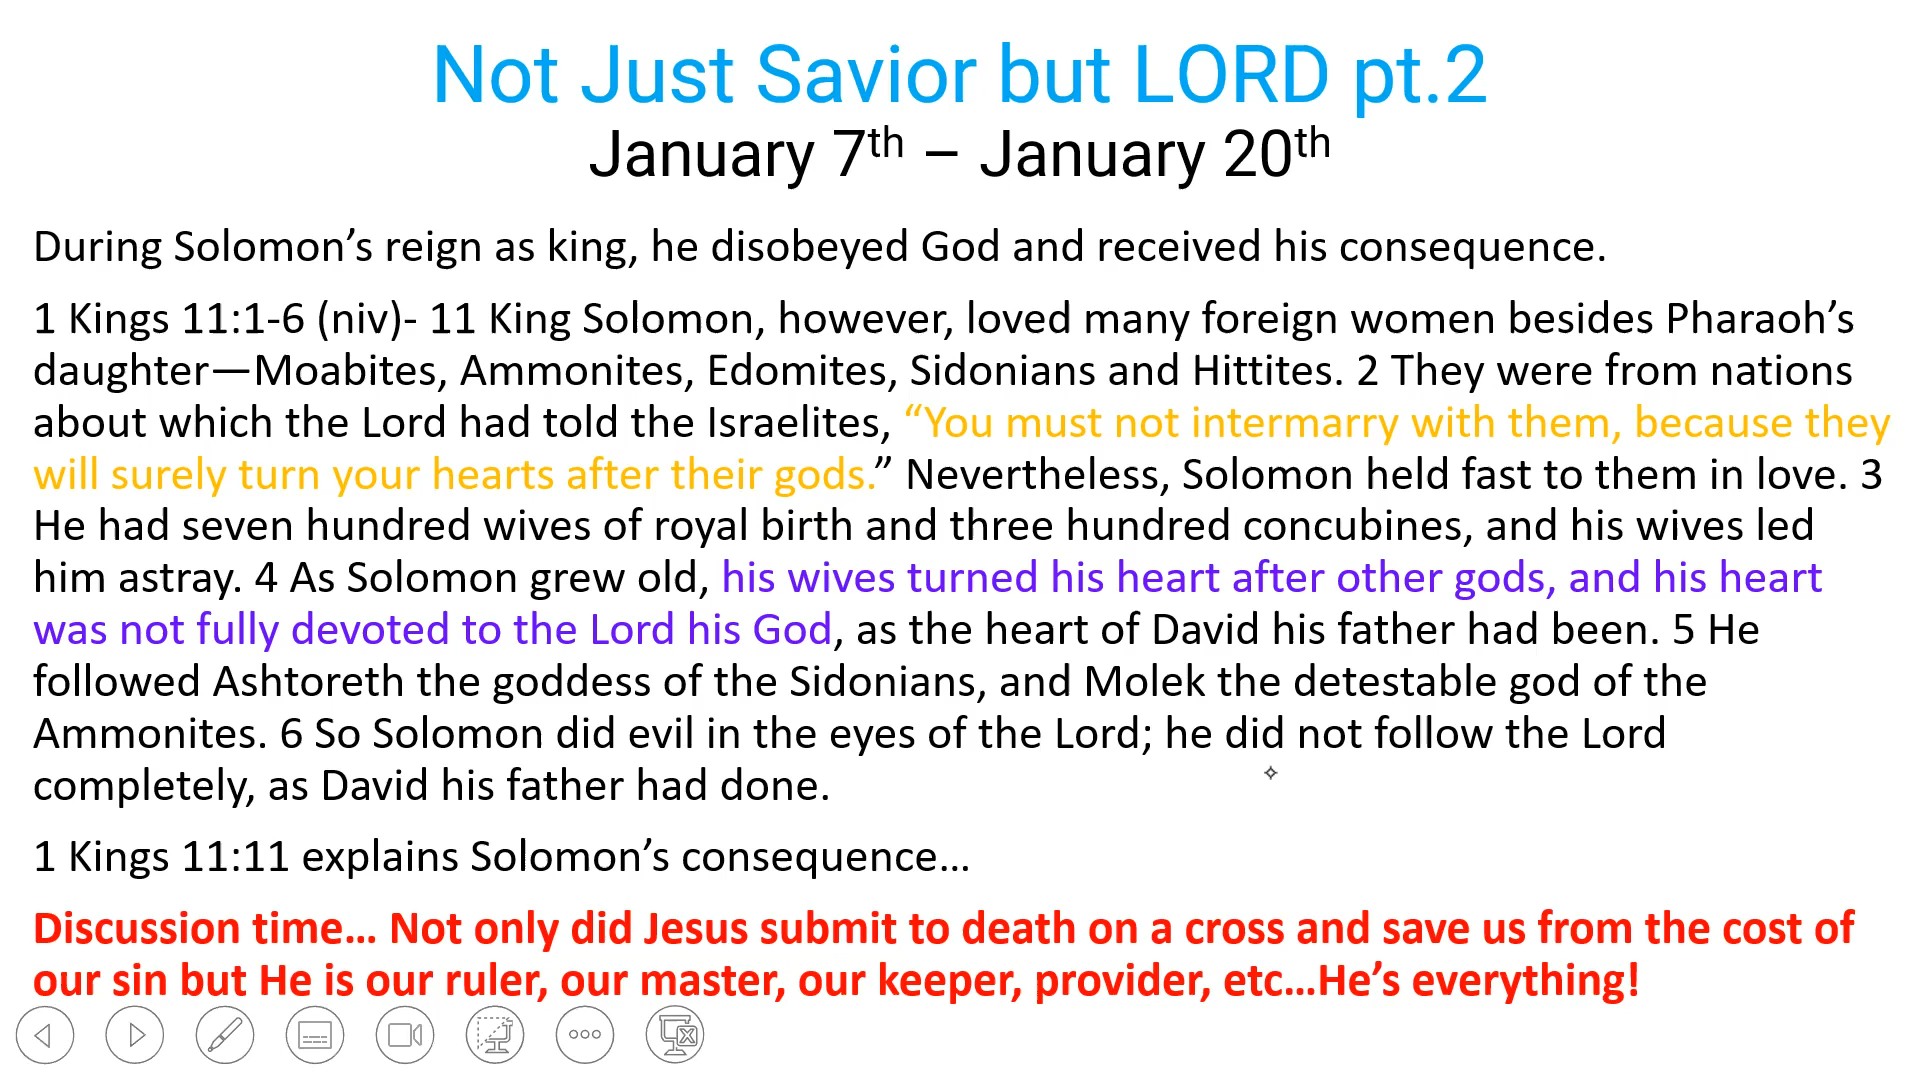 Not Just Savior but LORD pt.2
January 7th – January 20th
During Solomon’s reign as king, he disobeyed God and received his consequence.
1 Kings 11:1-6 (niv)- 11 King Solomon, however, loved many foreign women besides Pharaoh’s
daughter—Moabites, Ammonites, Edomites, Sidonians and Hittites. 2 They were from nations
about which the Lord had told the Israelites, “You must not intermarry with them, because they
will surely turn your hearts after their gods.” Nevertheless, Solomon held fast to them in love. 3
He had seven hundred wives of royal birth and three hundred concubines, and his wives led
him astray. 4 As Solomon grew old, his wives turned his heart after other gods, and his heart
was not fully devoted to the Lord his God, as the heart of David his father had been. 5 He
followed Ashtoreth the goddess of the Sidonians, and Molek the detestable god of the
Ammonites. 6 So Solomon did evil in the eyes of the Lord; he did not follow the Lord
completely, as David his father had done.
1 Kings 11:11 explains Solomon’s consequence…
Discussion time… Not only did Jesus submit to death on a cross and save us from the cost of
our sin but He is our ruler, our master, our keeper, provider, etc…He’s everything!